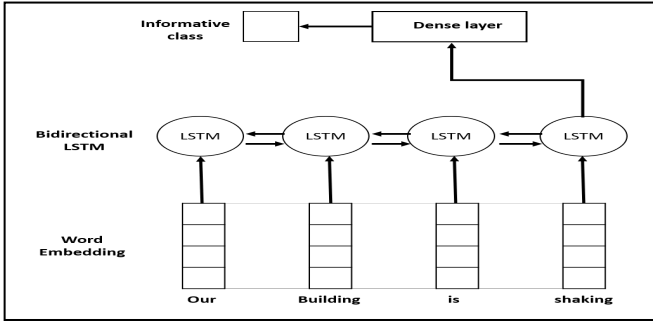 Informative
class
Dense layer
Bidirectional
LSTM
LSTM
LSTM
LSTM
LSTM
Word
Embedding
Our
Building
is
shaking